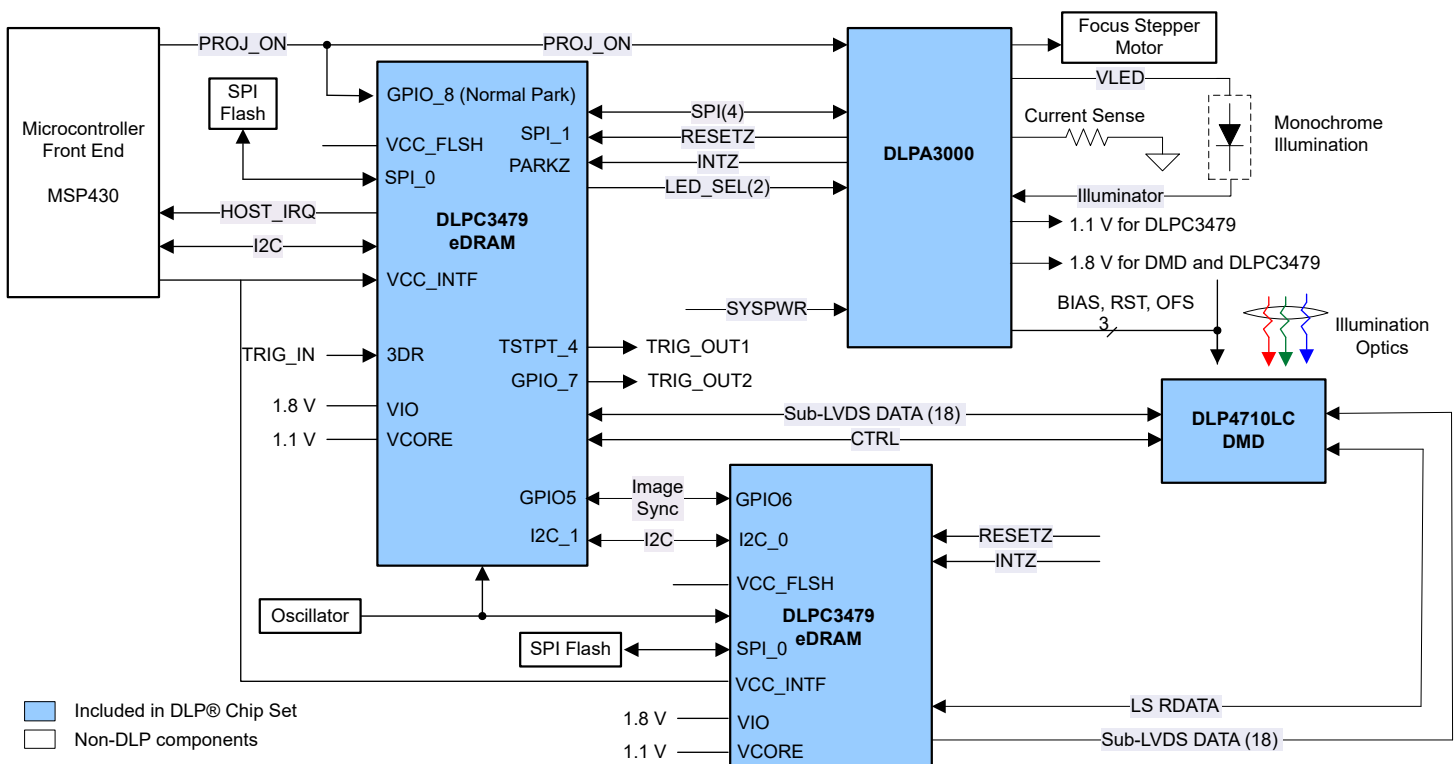 Microcontroller
Front End
MSP430
PROJ_ON
PROJ_ON
SPI
Flash
HOST_IRQ
I2C
TRIG_IN
1.8 V
1.1 V
GPIO_8 (Normal Park)
VCC_FLSH
SPI_0
SPI_1
PARKZ
DLPC3479
eDRAM
VCC_INTF
3DR
TSTPT_4
GPIO_7
VIO
VCORE
GPIO5
I2C_1
SPI(4)
RESETZ
INTZ
LED_SEL(2)
SYSPWR
TRIG_OUT1
TRIG_OUT2
DLPA3000
Focus Stepper
Motor
VLED
Current Sense
Monochrome
Illumination
Illuminator
1.1 V for DLPC3479
1.8 V for DMD and DLPC3479
BIAS, RST, OFS
3
Illumination
Optics
Sub-LVDS DATA (18)
CTRL
DLP4710LC
DMD
Image
Sync
I2C
GPIO6
I2C_0
VCC_FLSH
DLPC3479
eDRAM
SPI_0
VCC_INTF
VIO
VCORE
RESETZ
INTZ
Oscillator
SPI Flash
1.8 V
1.1 V
LS RDATA
Sub-LVDS DATA (18)
Included in DLP® Chip Set
Non-DLP components